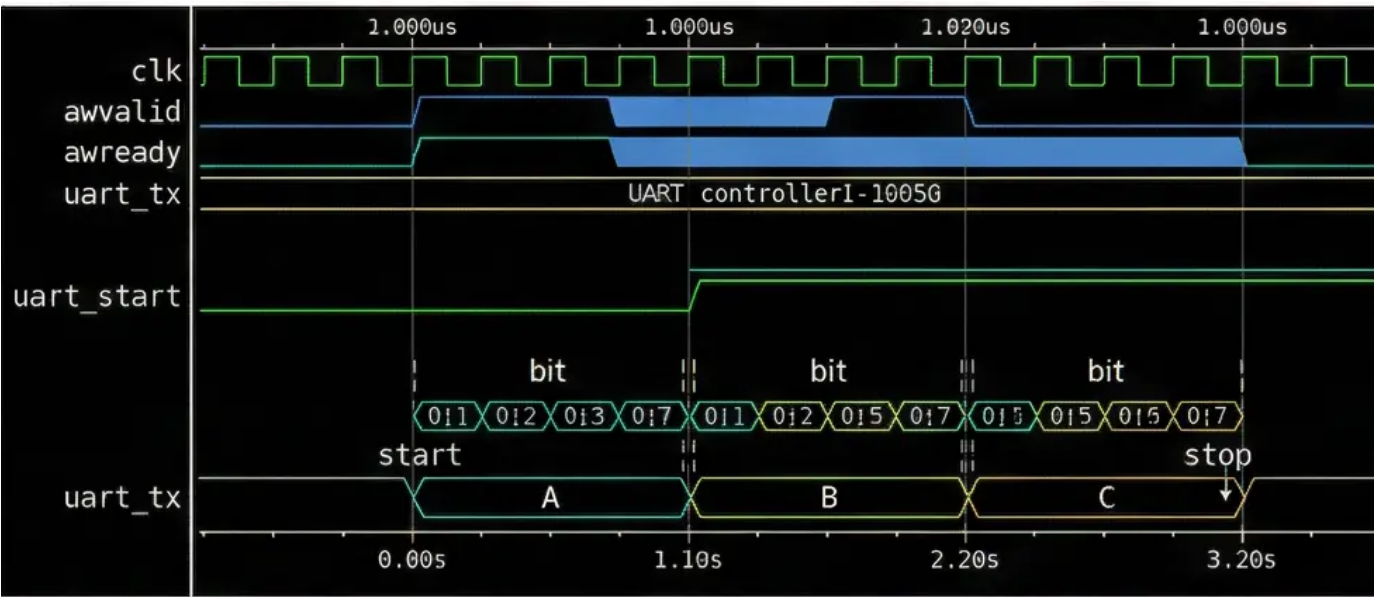 1.000us 1.000us 1.020us 1.000us
clk
awvalid
awready
uart_tx UART controllerI-1005G
uart_start
bit bit bit
0¦1 0¦2 0¦3 0¦7 0¦1 0¦2 0¦5 0¦7 0¦5 0¦6 0¦7
start stop
uart_tx A B C
0.00s 1.10s 2.20s 3.20s